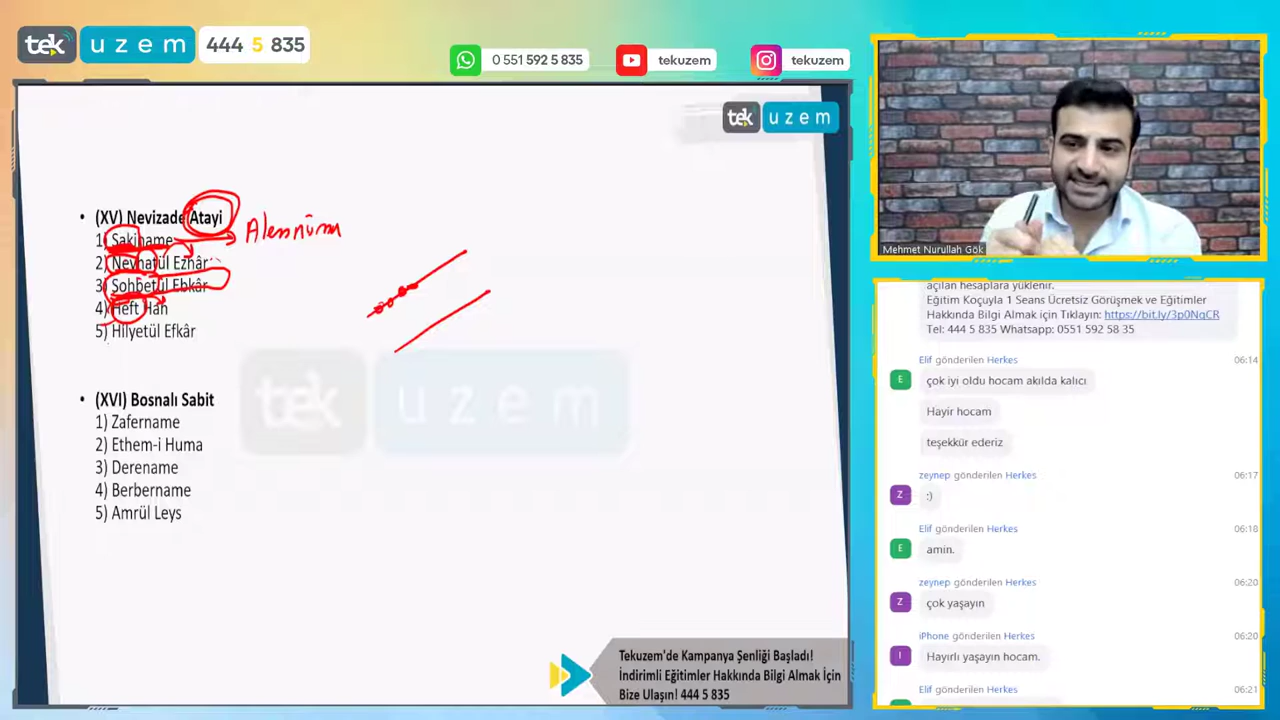 tek uzem 444 5 835
0 551 592 5 835 tekuzem tekuzem
tek uzem
• (XV) Nevizade Atayi
1) Sakiname
Alemnüma
2) Nevhatül Ezhâr
3) Sohbetül Ebkâr
4) Heft Han
5) Hilyetül Efkâr
tek uzem
• (XVI) Bosnalı Sabit
1) Zafername
2) Ethem-i Huma
3) Derename
4) Berbername
5) Amrül Leys
Tekuzem'de Kampanya Şenliği Başladı!
İndirimli Eğitimler Hakkında Bilgi Almak İçin
Bize Ulaşın! 444 5 835
Mehmet Nurullah Gök
açılan hesaplara yüklenir.
Eğitim Koçuyla 1 Seans Ücretsiz Görüşmek ve Eğitimler
Hakkında Bilgi Almak için Tıklayın: https://bit.ly/3p0NqCR
Tel: 444 5 835 Whatsapp: 0551 592 58 35
Elif gönderilen Herkes 06:14
E çok iyi oldu hocam akılda kalıcı
Hayir hocam
teşekkür ederiz
zeynep gönderilen Herkes 06:17
Z :)
Elif gönderilen Herkes 06:18
E amin.
zeynep gönderilen Herkes 06:20
Z çok yaşayın
iPhone gönderilen Herkes 06:20
I Hayırlı yaşayın hocam.
Elif gönderilen Herkes 06:21